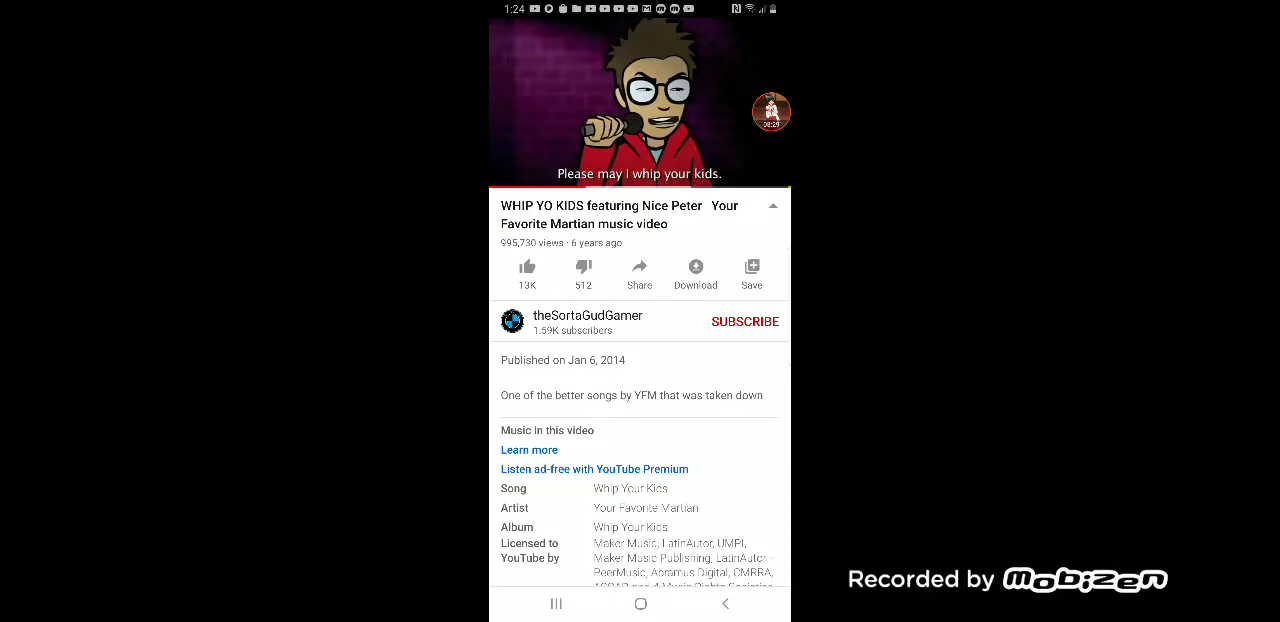 1:24
08:29
Please may I whip your kids.
WHIP YO KIDS featuring Nice Peter Your
Favorite Martian music video
995,730 views · 6 years ago
13K
512
Share
Download
Save
theSortaGudGamer
1.59K subscribers
SUBSCRIBE
Published on Jan 6, 2014
One of the better songs by YFM that was taken down
Music in this video
Learn more
Listen ad-free with YouTube Premium
Song Whip Your Kids
Artist Your Favorite Martian
Album Whip Your Kids
Licensed to Maker Music, LatinAutor, UMPI,
YouTube by Maker Music Publishing, LatinAutor –
PeerMusic, Abramus Digital, CMRRA,
Recorded by mobizen